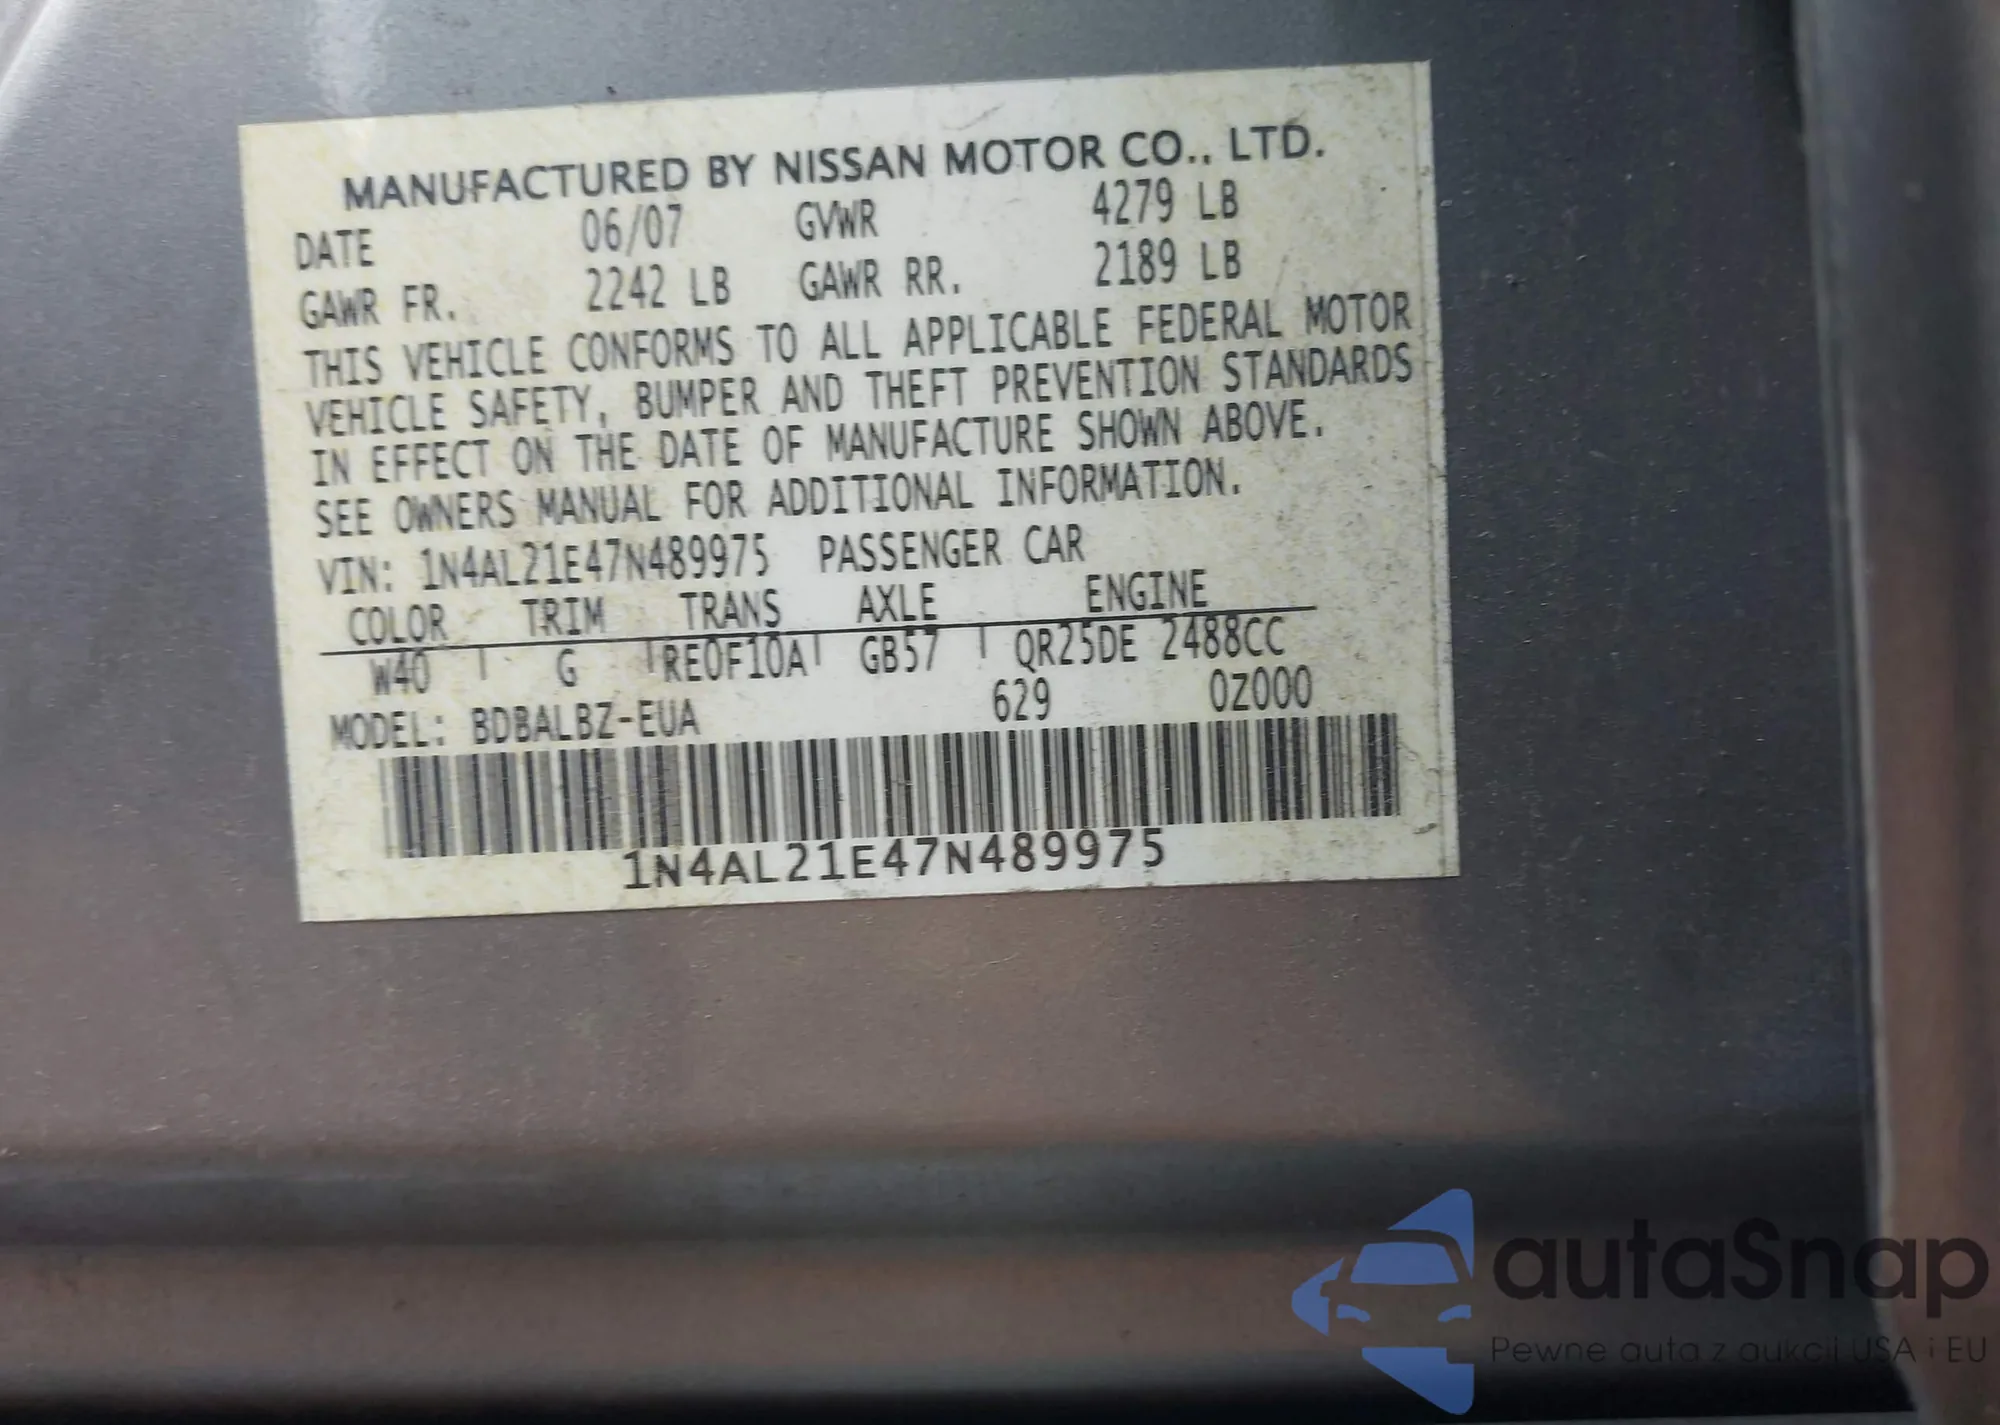 MANUFACTURED BY NISSAN MOTOR CO., LTD.
DATE 06/07 GVWR 4279 LB
GAWR FR. 2242 LB GAWR RR. 2189 LB
THIS VEHICLE CONFORMS TO ALL APPLICABLE FEDERAL MOTOR
VEHICLE SAFETY, BUMPER AND THEFT PREVENTION STANDARDS
IN EFFECT ON THE DATE OF MANUFACTURE SHOWN ABOVE.
SEE OWNERS MANUAL FOR ADDITIONAL INFORMATION.
VIN: 1N4AL21E47N489975 PASSENGER CAR
COLOR TRIM TRANS AXLE ENGINE
W40 G RE0F10A GB57 QR25DE 2488CC
MODEL: BDBALBZ-EUA 629 0Z000
1N4AL21E47N489975
autaSnap
Pewne auta z aukcji USA i EU